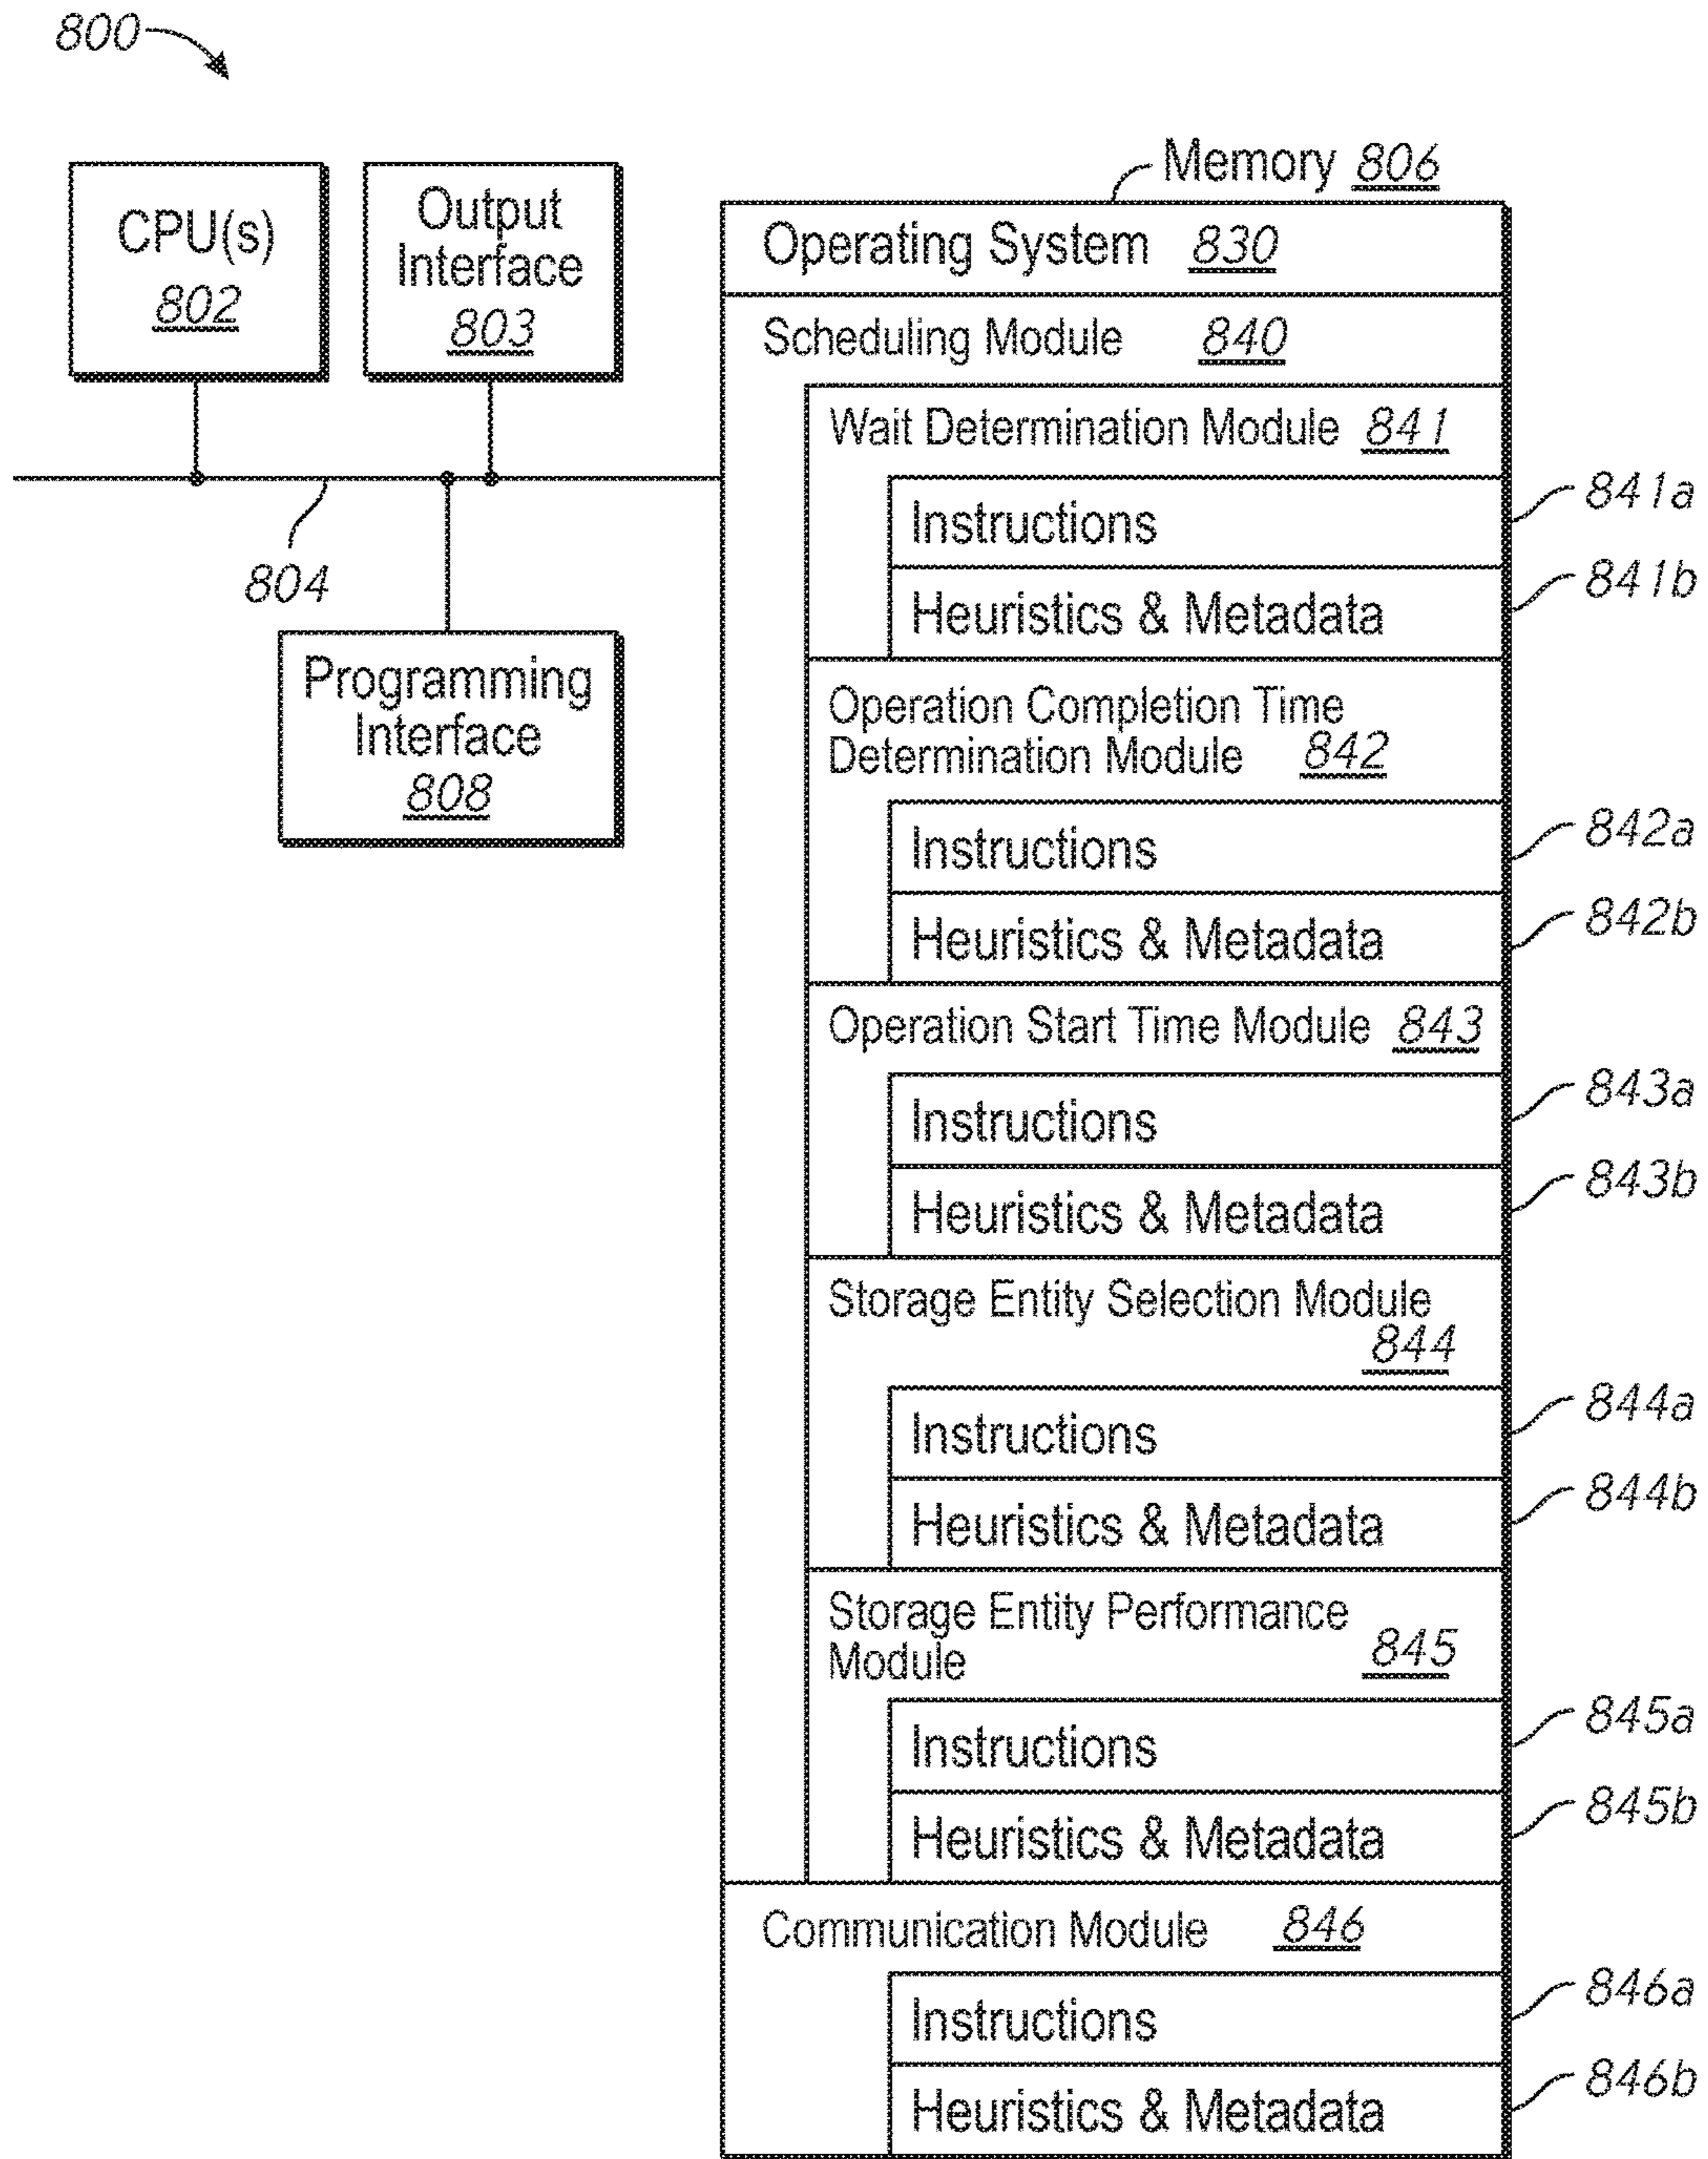 800
CPU(s)
802
Output
Interface
803
804
Programming
Interface
808
Memory 806
Operating System 830
Scheduling Module 840
Wait Determination Module 841
Instructions
841a
Heuristics & Metadata
841b
Operation Completion Time
Determination Module 842
Instructions
842a
Heuristics & Metadata
842b
Operation Start Time Module 843
Instructions
843a
Heuristics & Metadata
843b
Storage Entity Selection Module
844
Instructions
844a
Heuristics & Metadata
844b
Storage Entity Performance
Module 845
Instructions
845a
Heuristics & Metadata
845b
Communication Module 846
Instructions
846a
Heuristics & Metadata
846b